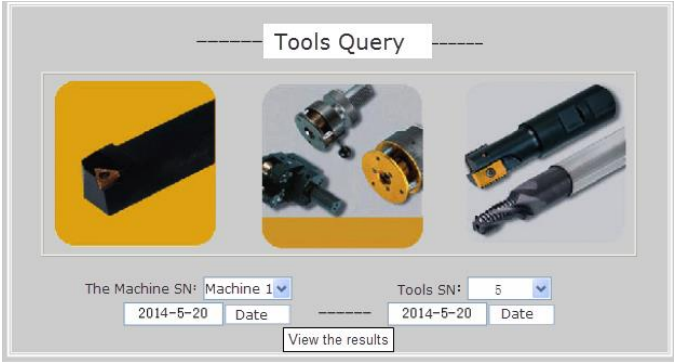 ------ Tools Query ------
The Machine SN: Machine 1 Tools SN: 5
2014-5-20 Date ------ 2014-5-20 Date
View the results